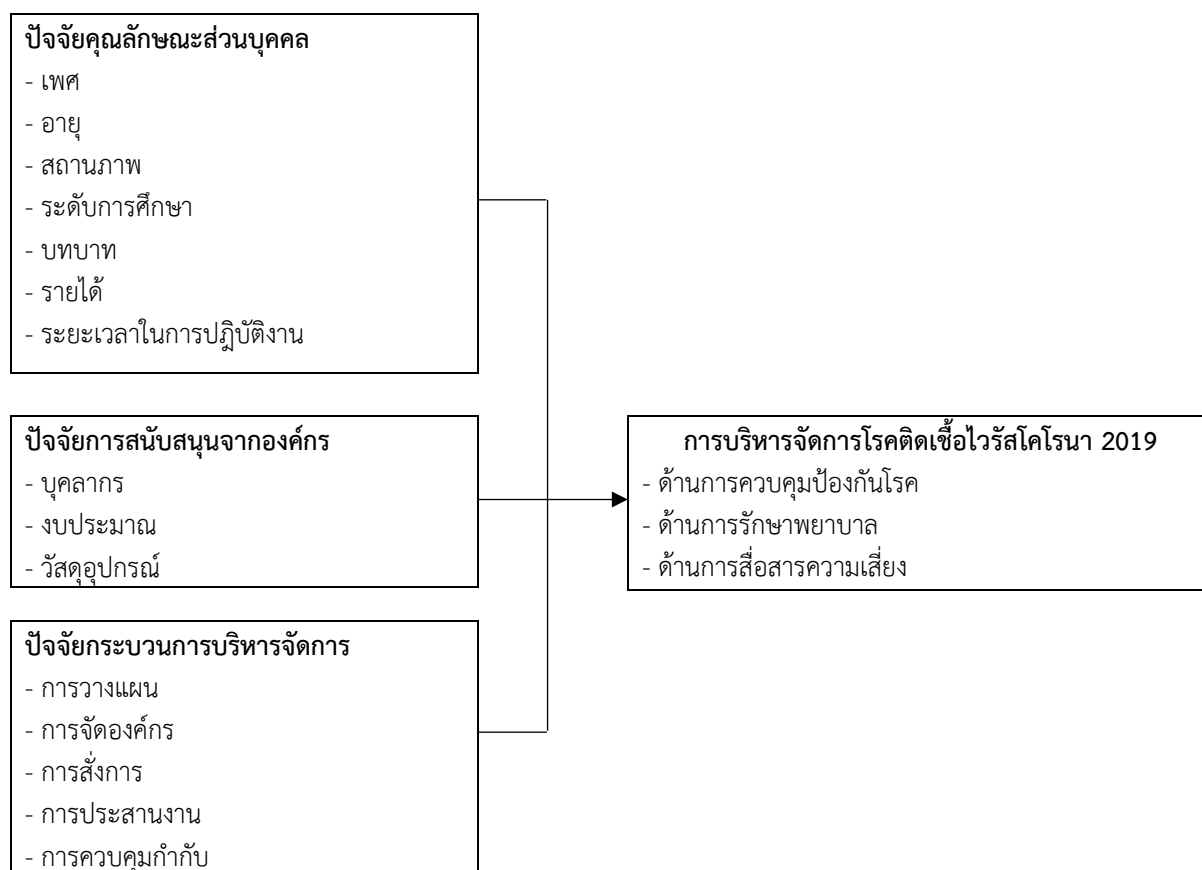 ปัจจัยคุณลักษณะส่วนบุคคล
- เพศ
- อายุ
- สถานภาพ
- ระดับการศึกษา
- บทบาท
- รายได้
- ระยะเวลาในการปฎิบัติงาน
ปัจจัยการสนับสนุนจากองค์กร
- บุคลากร
- งบประมาณ
- วัสดุอุปกรณ์
การบริหารจัดการโรคติดเชื้อไวรัสโคโรนา 2019
- ด้านการควบคุมป้องกันโรค
- ด้านการรักษาพยาบาล
- ด้านการสื่อสารความเสี่ยง
ปัจจัยกระบวนการบริหารจัดการ
- การวางแผน
- การจัดองค์กร
- การสั่งการ
- การประสานงาน
- การควบคุมกำกับ